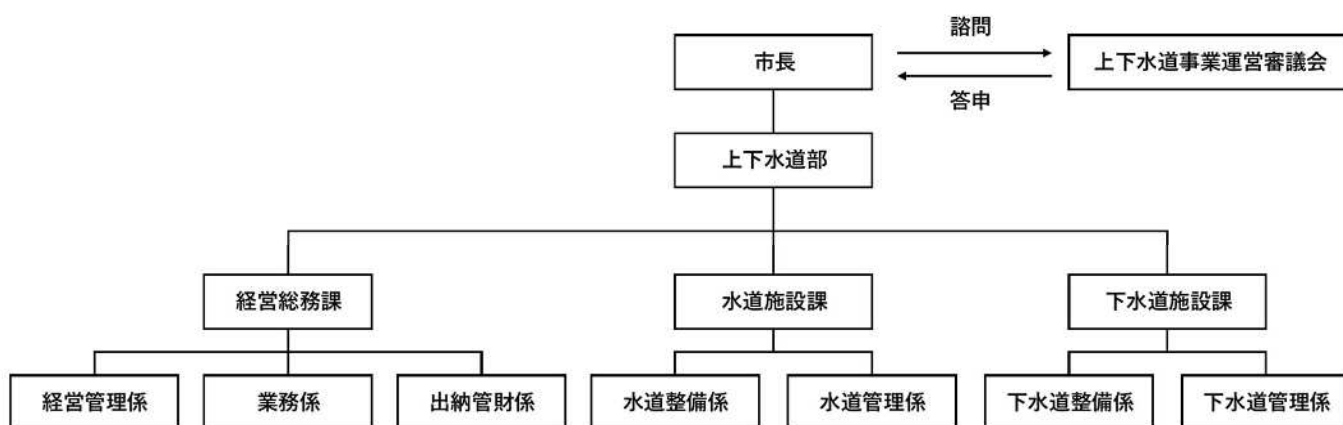 諮問
市長
上下水道事業運営審議会
答申
上下水道部
経営総務課
水道施設課
下水道施設課
経営管理係
業務係
出納管財係
水道整備係
水道管理係
下水道整備係
下水道管理係